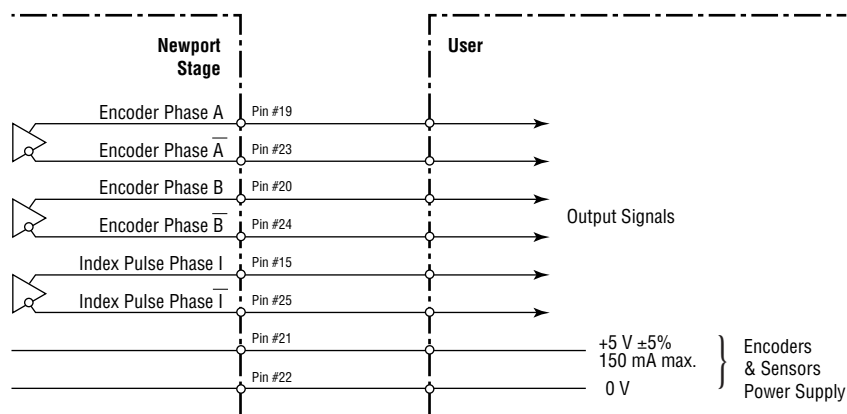 Newport
Stage
User
Encoder Phase A Pin #19
Encoder Phase A̅ Pin #23
Encoder Phase B Pin #20
Encoder Phase B̅ Pin #24
Output Signals
Index Pulse Phase I Pin #15
Index Pulse Phase I̅ Pin #25
Pin #21
+5 V ±5%
150 mA max.
Pin #22
0 V
Encoders
& Sensors
Power Supply